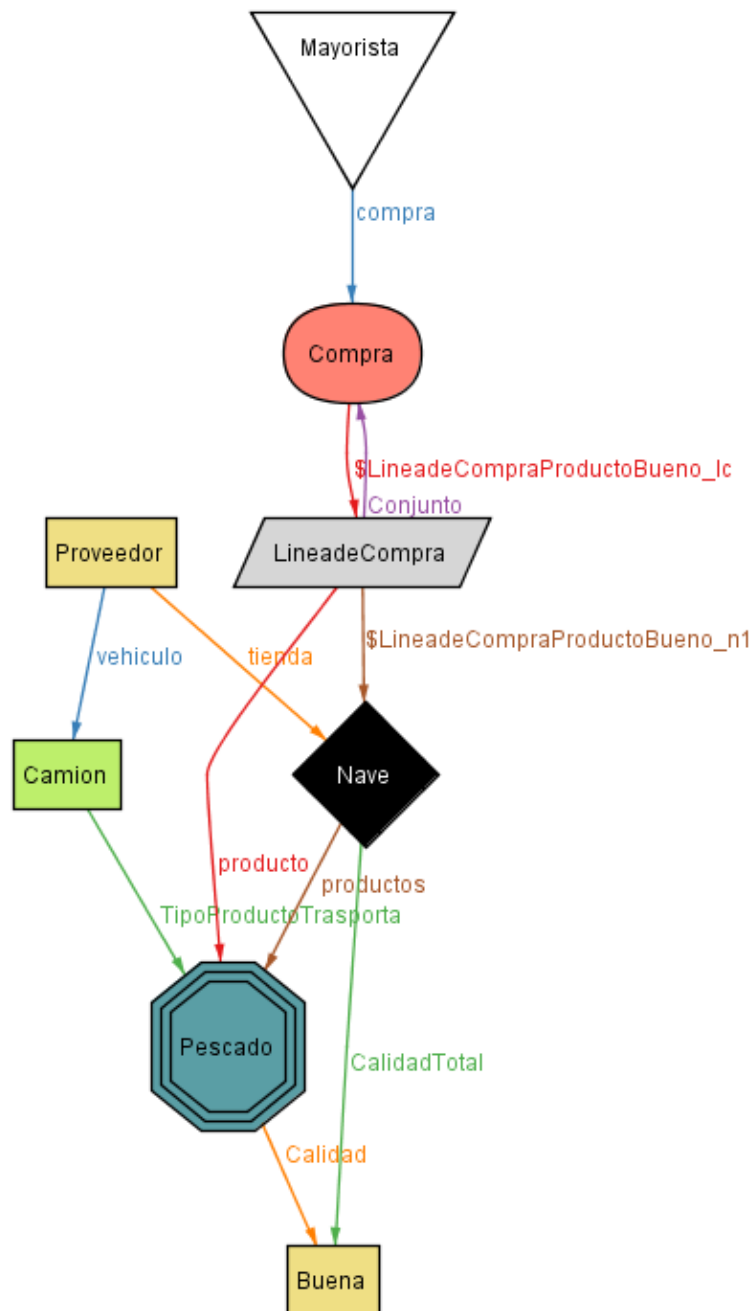 Mayorista
compra
Compra
$LineadeCompraProductoBueno_lc
Conjunto
Proveedor
LineadeCompra
vehiculo
tienda
$LineadeCompraProductoBueno_n1
Camion
Nave
producto
productos
TipoProductoTrasporta
Pescado
CalidadTotal
Calidad
Buena